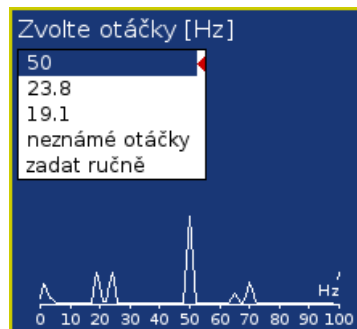 Zvolte otáčky [Hz]
50
23.8
19.1
neznámé otáčky
zadat ručně
Hz
0 10 20 30 40 50 60 70 80 90 100